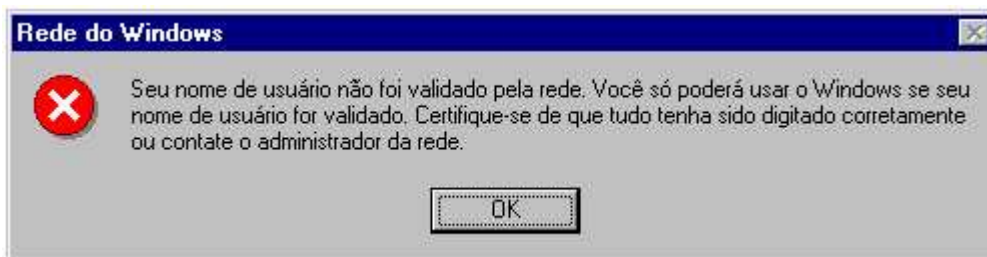 Rede do Windows
Seu nome de usuário não foi validado pela rede. Você só poderá usar o Windows se seu
nome de usuário for validado. Certifique-se de que tudo tenha sido digitado corretamente
ou contate o administrador da rede.
OK